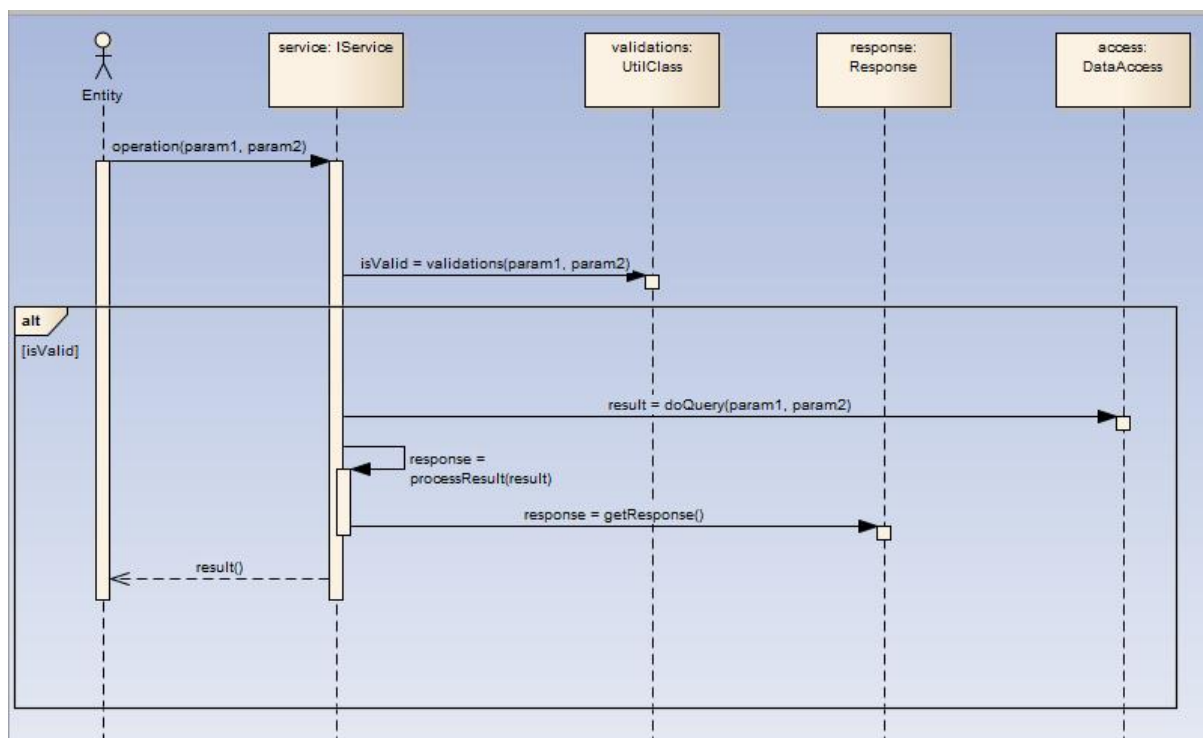 Entity
service: IService
validations:
UtilClass
response:
Response
access:
DataAccess
operation(param1, param2)
isValid = validations(param1, param2)
alt
[isValid]
result = doQuery(param1, param2)
response =
processResult(result)
response = getResponse()
result()